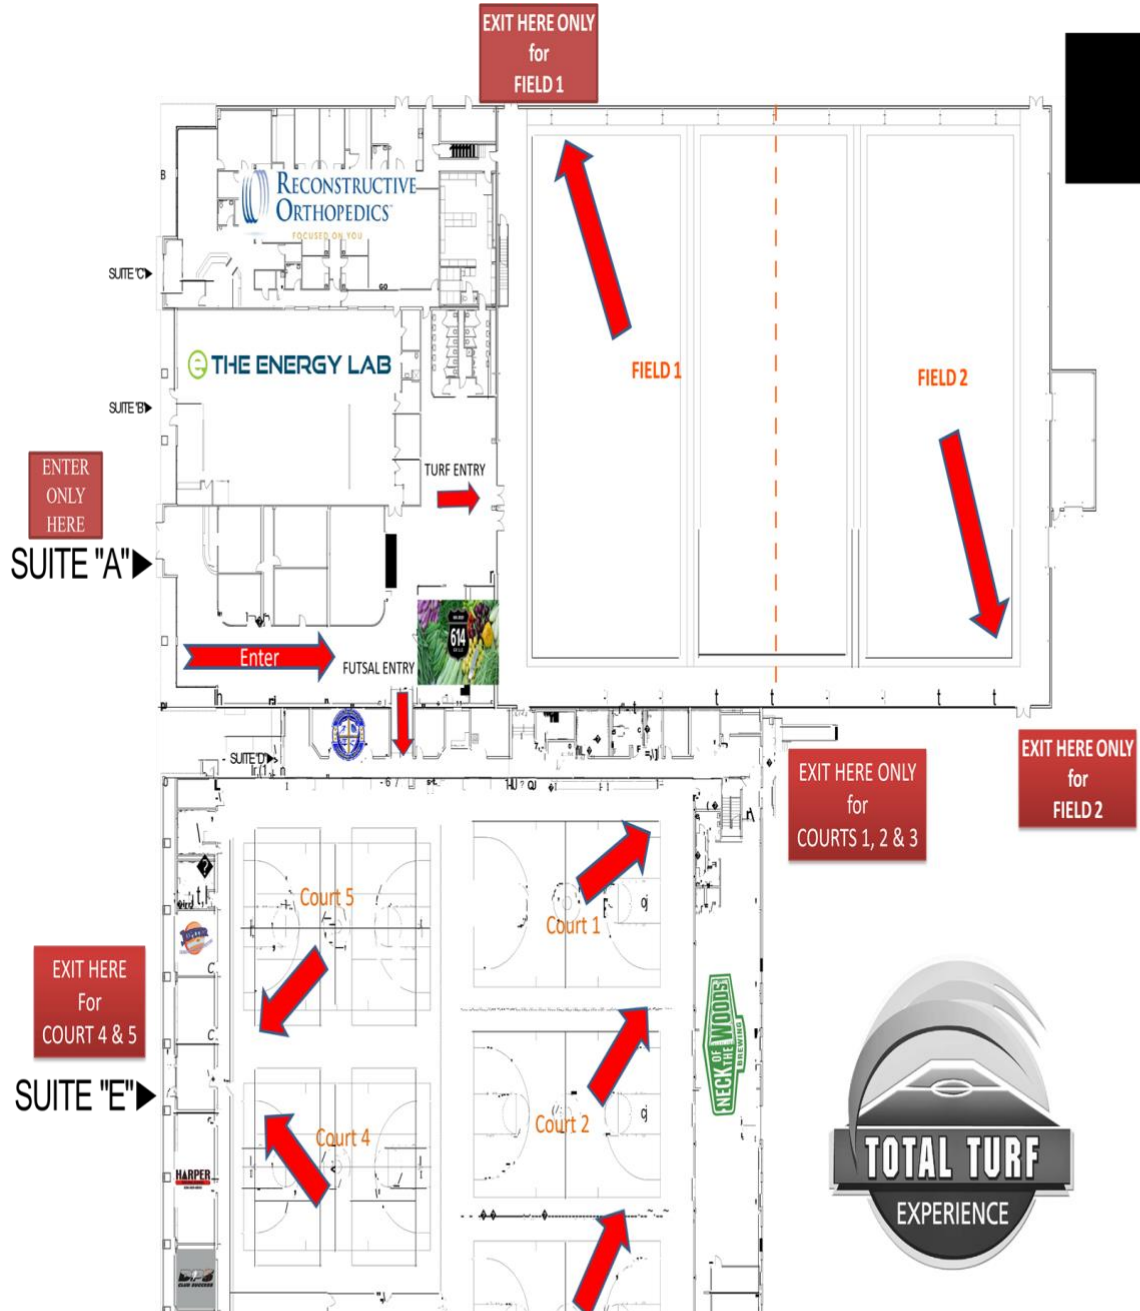 EXIT HERE ONLY
for
FIELD 1
RECONSTRUCTIVE
ORTHOPEDICS
FOCUSED ON YOU
B
SUITE "C"
GO
THE ENERGY LAB
FIELD 1
FIELD 2
SUITE "B"
ENTER
ONLY
HERE
TURF ENTRY
SUITE "A"
614
Enter
FUTSAL ENTRY
SUITE "D"
EXIT HERE ONLY
for
FIELD 2
EXIT HERE ONLY
for
COURTS 1, 2 & 3
Court 5
Court 1
EXIT HERE
For
COURT 4 & 5
SUITE "E"
NECK OF THE WOODS
BREWING
Court 4
Court 2
HARPER
TOTAL TURF
EXPERIENCE